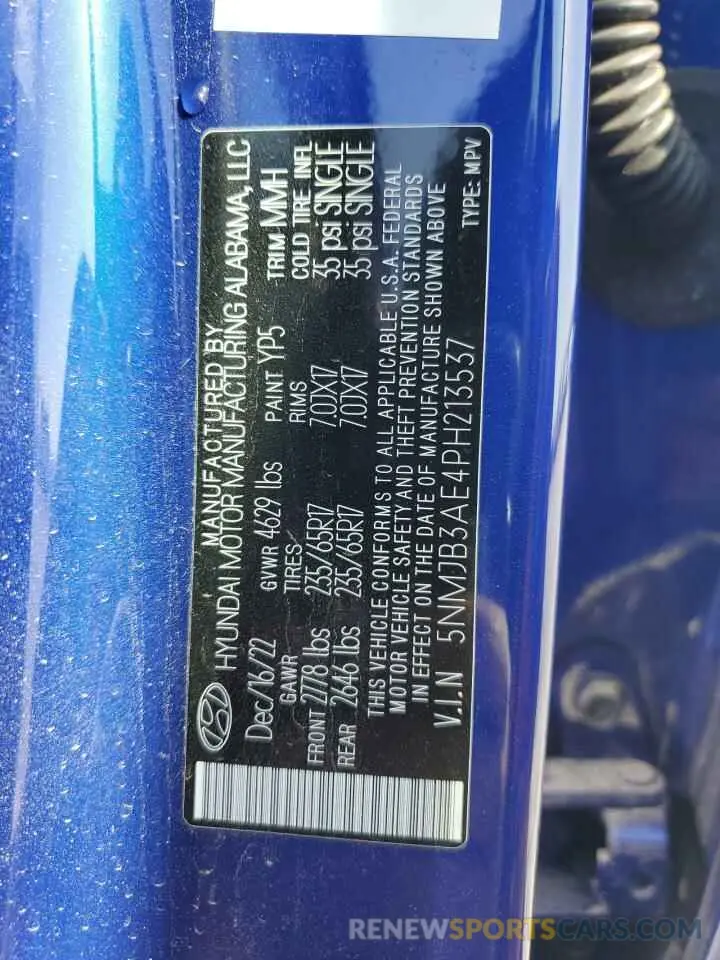 MANUFACTURED BY
HYUNDAI MOTOR MANUFACTURING ALABAMA, LLC
Dec/16/22 GVWR 4629 lbs PAINT YP5 TRIM MMH
GAWR TIRES RIMS COLD TIRE INFL
FRONT 2778 lbs 235/65R17 7.0JX17 35 psi SINGLE
REAR 2646 lbs 235/65R17 7.0JX17 35 psi SINGLE
THIS VEHICLE CONFORMS TO ALL APPLICABLE U.S.A. FEDERAL
MOTOR VEHICLE SAFETY AND THEFT PREVENTION STANDARDS
IN EFFECT ON THE DATE OF MANUFACTURE SHOWN ABOVE
V.I.N 5NMJB3AE4PH213537 TYPE: MPV
RENEWSPORTSCARS.COM